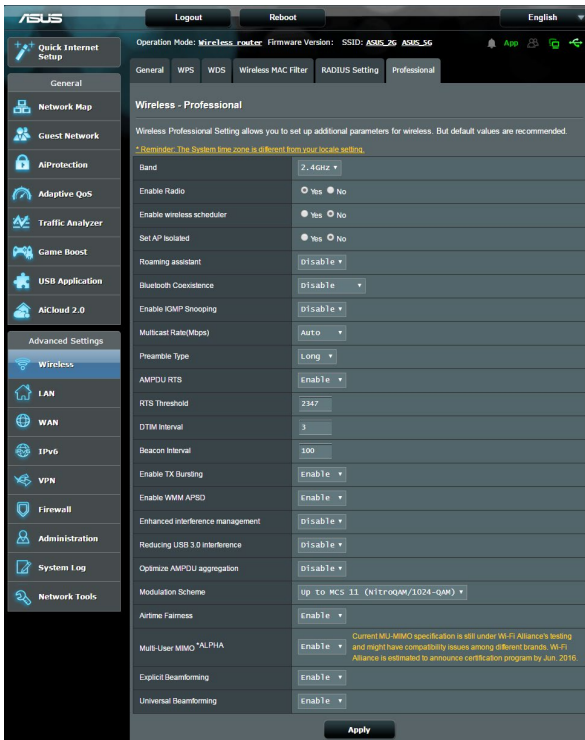 ASUS
Logout
Reboot
English
Quick Internet Setup
Operation Mode: Wireless router Firmware Version: SSID: ASUS_2G ASUS_5G
App
General
WPS
WDS
Wireless MAC Filter
RADIUS Setting
Professional
General
Network Map
Guest Network
AiProtection
Adaptive QoS
Traffic Analyzer
Game Boost
USB Application
AiCloud 2.0
Advanced Settings
Wireless
LAN
WAN
IPv6
VPN
Firewall
Administration
System Log
Network Tools
Wireless - Professional
Wireless Professional Setting allows you to set up additional parameters for wireless. But default values are recommended.
* Reminder: The System time zone is different from your locale setting.
Band 2.4GHz
Enable Radio Yes No
Enable wireless scheduler Yes No
Set AP Isolated Yes No
Roaming assistant Disable
Bluetooth Coexistence Disable
Enable IGMP Snooping Disable
Multicast Rate(Mbps) Auto
Preamble Type Long
AMPDU RTS Enable
RTS Threshold 2347
DTIM Interval 3
Beacon Interval 100
Enable TX Bursting Enable
Enable WMM APSD Enable
Enhanced interference management Disable
Reducing USB 3.0 interference Disable
Optimize AMPDU aggregation Disable
Modulation Scheme Up to MCS 11 (NitroQAM/1024-QAM)
Airtime Fairness Enable
Multi-User MIMO *ALPHA Enable
Current MU-MIMO specification is still under Wi-Fi Alliance's testing
and might have compatibility issues among different brands. Wi-Fi
Alliance is estimated to announce certification program by Jun. 2016.
Explicit Beamforming Enable
Universal Beamforming Enable
Apply